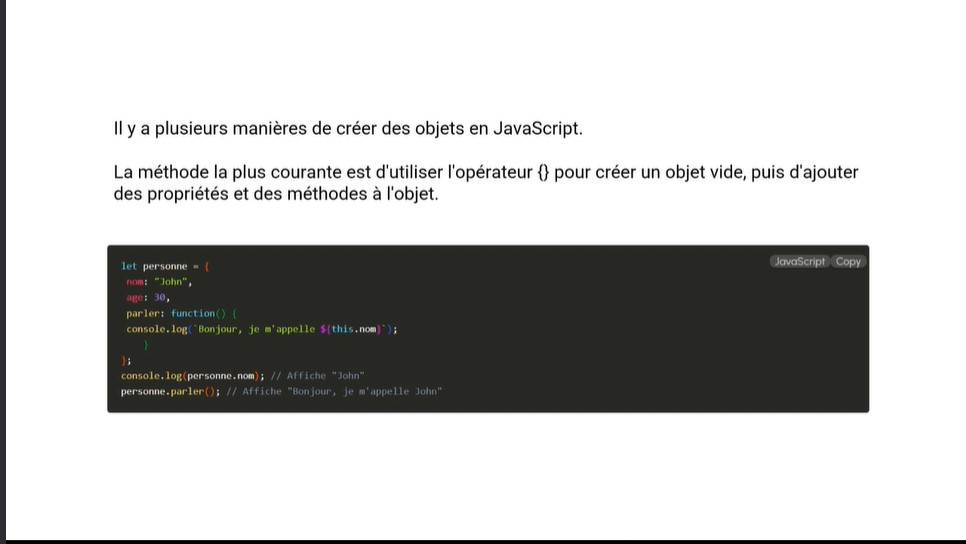 Il y a plusieurs manières de créer des objets en JavaScript.
La méthode la plus courante est d'utiliser l'opérateur {} pour créer un objet vide, puis d'ajouter
des propriétés et des méthodes à l'objet.
JavaScript Copy
let personne = {
nom: "John",
age: 30,
parler: function() {
console.log(`Bonjour, je m'appelle ${this.nom}`);
}
};
console.log(personne.nom); // Affiche "John"
personne.parler(); // Affiche "Bonjour, je m'appelle John"